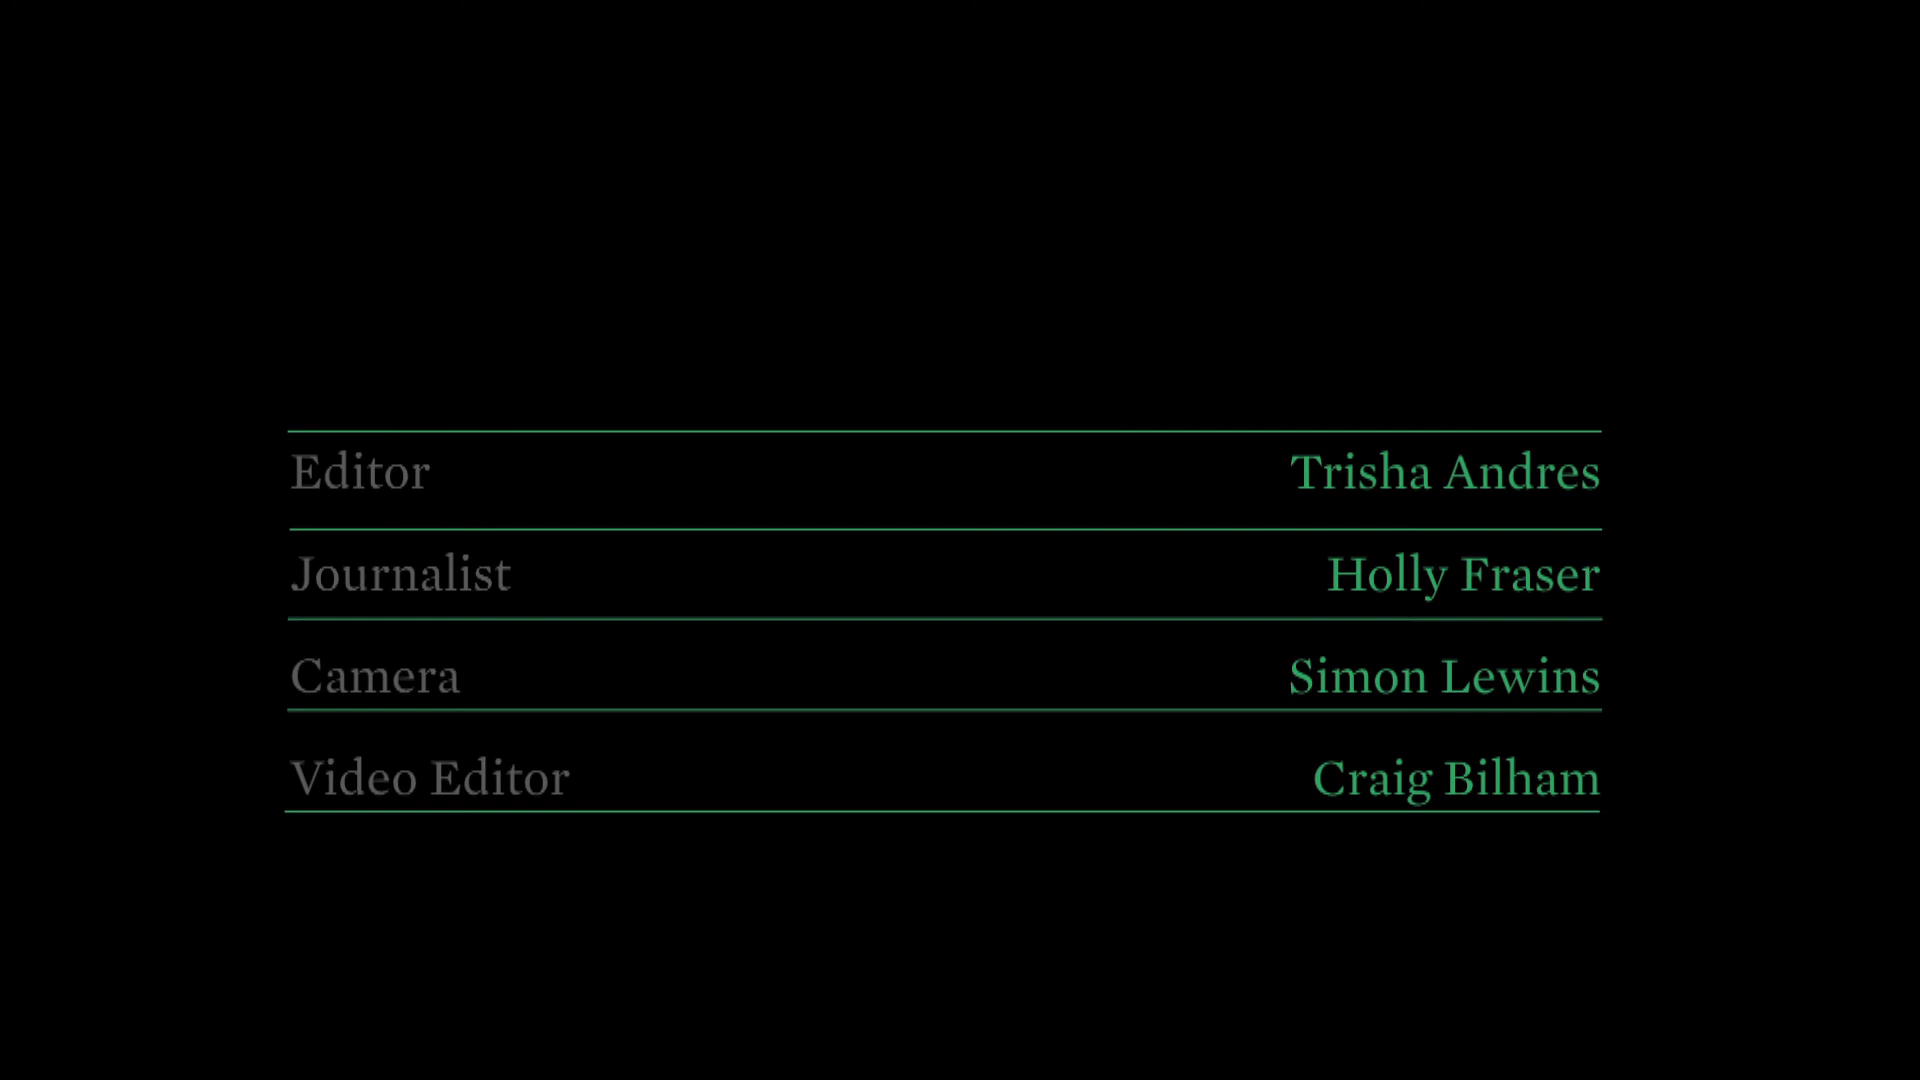 Editor Trisha Andres
Journalist Holly Fraser
Camera Simon Lewins
Video Editor Craig Bilham